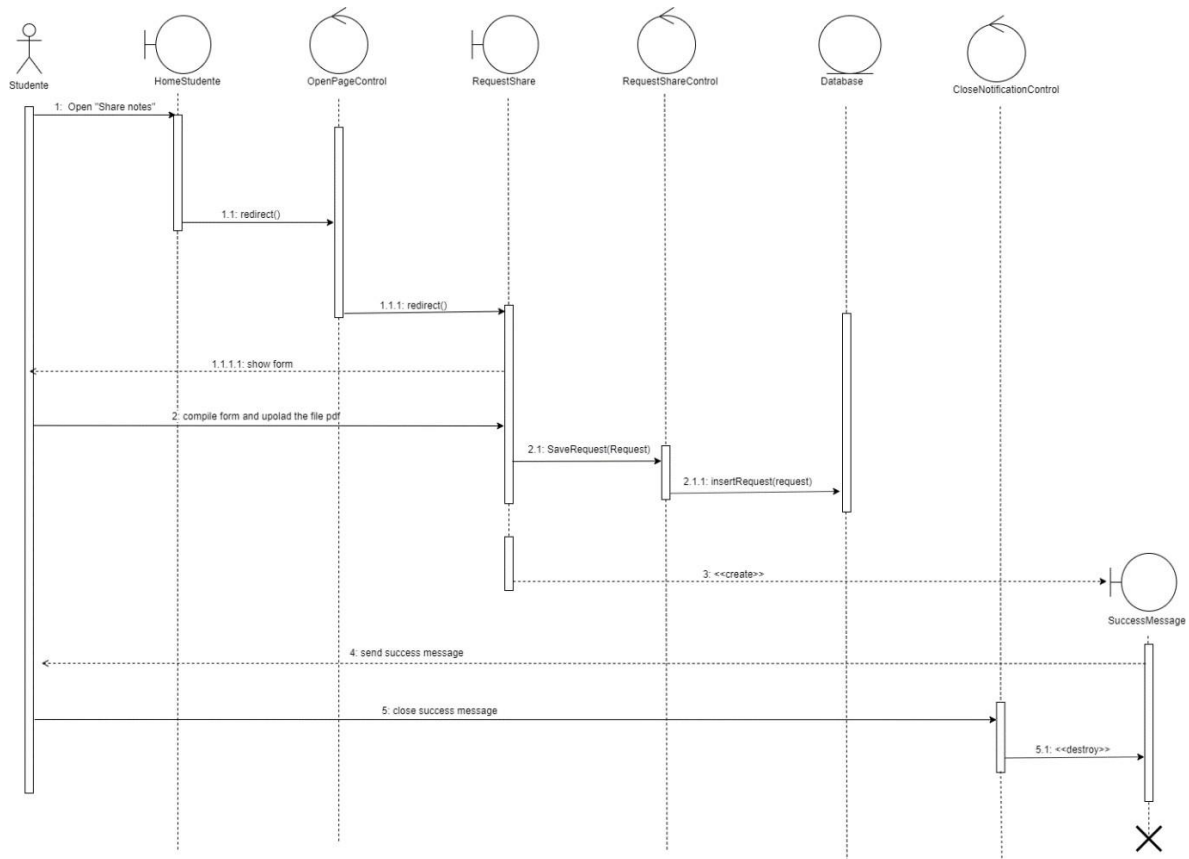 Studente
HomeStudente
OpenPageControl
RequestShare
RequestShareControl
Database
CloseNotificationControl
1: Open "Share notes"
1.1: redirect()
1.1.1: redirect()
1.1.1.1: show form
2: compile form and upolad the file pdf
2.1: SaveRequest(Request)
2.1.1: insertRequest(request)
3: <<create>>
SuccessMessage
4: send success message
5: close success message
5.1: <<destroy>>